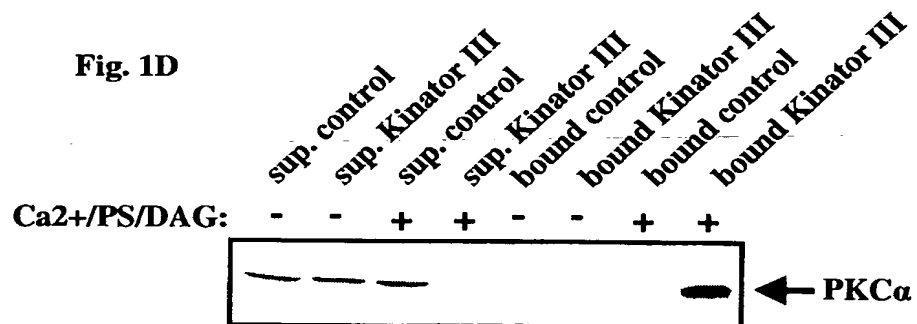 Fig. 1D
sup. control
sup. Kinator III
sup. control
sup. Kinator III
bound control
bound Kinator III
bound control
bound Kinator III
Ca2+/PS/DAG: - - + + - - + +
PKCα